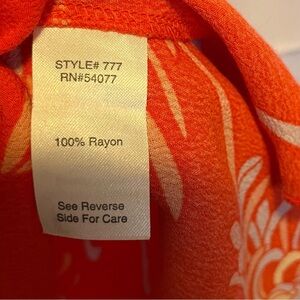 STYLE# 777
RN#54077
100% Rayon
See Reverse
Side For Care